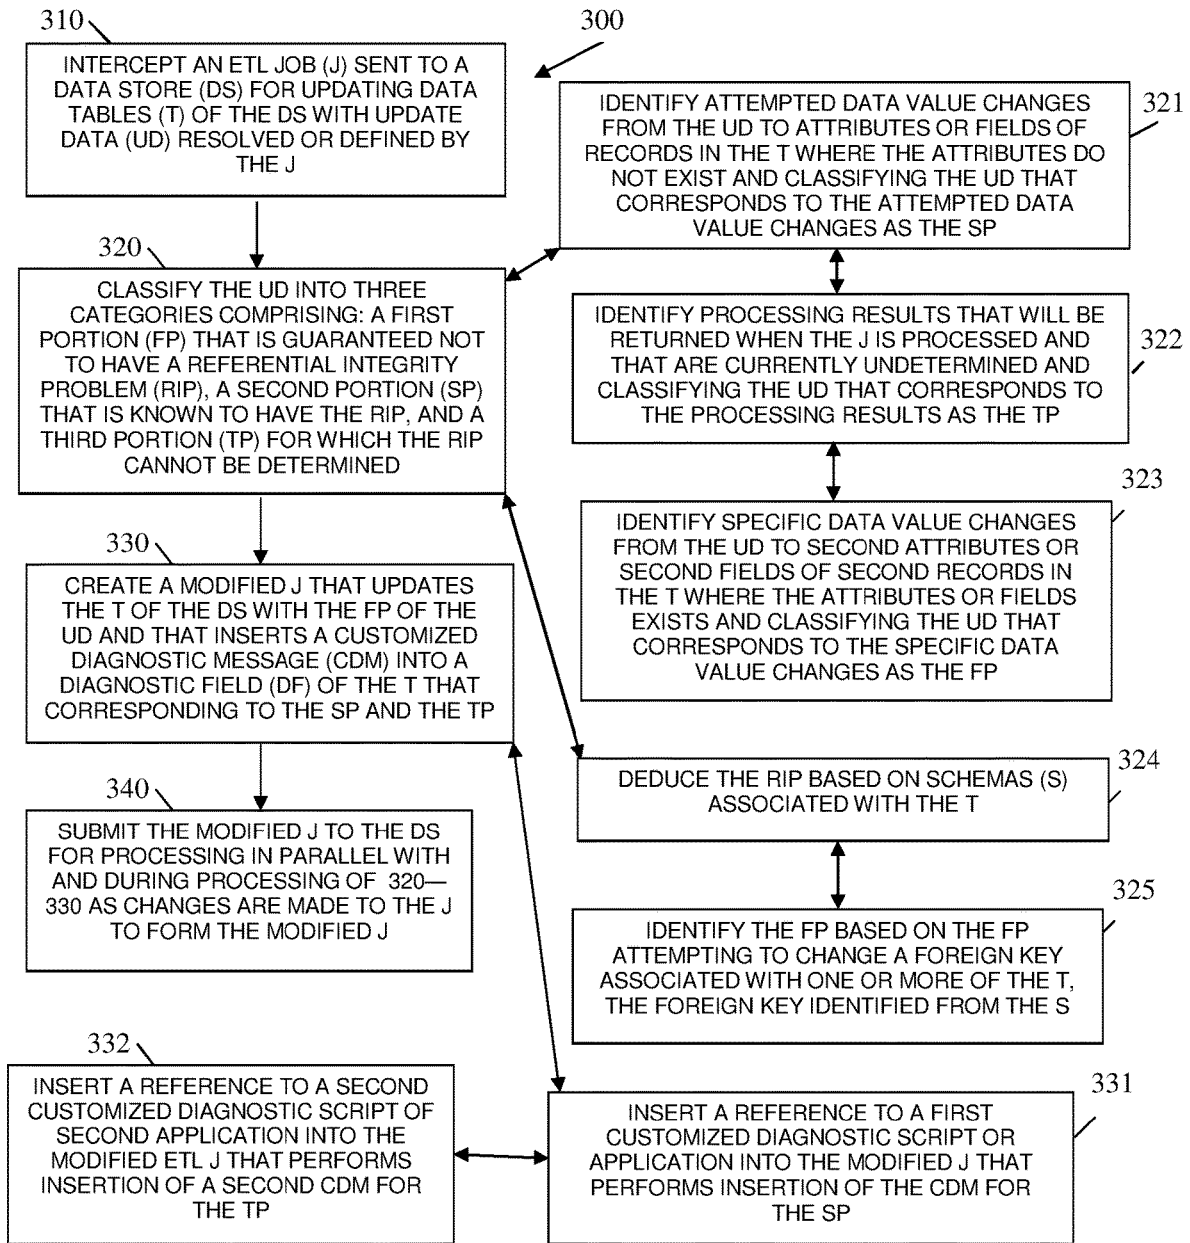 300
310
INTERCEPT AN ETL JOB (J) SENT TO A
DATA STORE (DS) FOR UPDATING DATA
TABLES (T) OF THE DS WITH UPDATE
DATA (UD) RESOLVED OR DEFINED BY
THE J
320
CLASSIFY THE UD INTO THREE
CATEGORIES COMPRISING: A FIRST
PORTION (FP) THAT IS GUARANTEED NOT
TO HAVE A REFERENTIAL INTEGRITY
PROBLEM (RIP), A SECOND PORTION (SP)
THAT IS KNOWN TO HAVE THE RIP, AND A
THIRD PORTION (TP) FOR WHICH THE RIP
CANNOT BE DETERMINED
330
CREATE A MODIFIED J THAT UPDATES
THE T OF THE DS WITH THE FP OF THE
UD AND THAT INSERTS A CUSTOMIZED
DIAGNOSTIC MESSAGE (CDM) INTO A
DIAGNOSTIC FIELD (DF) OF THE T THAT
CORRESPONDING TO THE SP AND THE TP
340
SUBMIT THE MODIFIED J TO THE DS
FOR PROCESSING IN PARALLEL WITH
AND DURING PROCESSING OF 320—
330 AS CHANGES ARE MADE TO THE J
TO FORM THE MODIFIED J
321
IDENTIFY ATTEMPTED DATA VALUE CHANGES
FROM THE UD TO ATTRIBUTES OR FIELDS OF
RECORDS IN THE T WHERE THE ATTRIBUTES DO
NOT EXIST AND CLASSIFYING THE UD THAT
CORRESPONDS TO THE ATTEMPTED DATA
VALUE CHANGES AS THE SP
322
IDENTIFY PROCESSING RESULTS THAT WILL BE
RETURNED WHEN THE J IS PROCESSED AND
THAT ARE CURRENTLY UNDETERMINED AND
CLASSIFYING THE UD THAT CORRESPONDS TO
THE PROCESSING RESULTS AS THE TP
323
IDENTIFY SPECIFIC DATA VALUE CHANGES
FROM THE UD TO SECOND ATTRIBUTES OR
SECOND FIELDS OF SECOND RECORDS IN
THE T WHERE THE ATTRIBUTES OR FIELDS
EXISTS AND CLASSIFYING THE UD THAT
CORRESPONDS TO THE SPECIFIC DATA
VALUE CHANGES AS THE FP
324
DEDUCE THE RIP BASED ON SCHEMAS (S)
ASSOCIATED WITH THE T
325
IDENTIFY THE FP BASED ON THE FP
ATTEMPTING TO CHANGE A FOREIGN KEY
ASSOCIATED WITH ONE OR MORE OF THE T,
THE FOREIGN KEY IDENTIFIED FROM THE S
331
INSERT A REFERENCE TO A FIRST
CUSTOMIZED DIAGNOSTIC SCRIPT OR
APPLICATION INTO THE MODIFIED J THAT
PERFORMS INSERTION OF THE CDM FOR
THE SP
332
INSERT A REFERENCE TO A SECOND
CUSTOMIZED DIAGNOSTIC SCRIPT OF
SECOND APPLICATION INTO THE
MODIFIED ETL J THAT PERFORMS
INSERTION OF A SECOND CDM FOR
THE TP